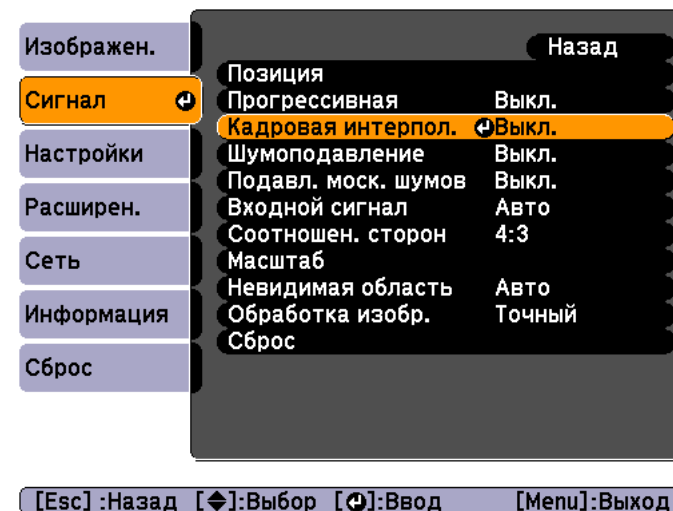 Изображен.
Сигнал
Настройки
Расширен.
Сеть
Информация
Сброс
Назад
Позиция
Прогрессивная Выкл.
Кадровая интерпол. Выкл.
Шумоподавление Выкл.
Подавл. моск. шумов Выкл.
Входной сигнал Авто
Соотношен. сторон 4:3
Масштаб
Невидимая область Авто
Обработка изобр. Точный
Сброс
[Esc] :Назад [◆]:Выбор [↵]:Ввод [Menu]:Выход